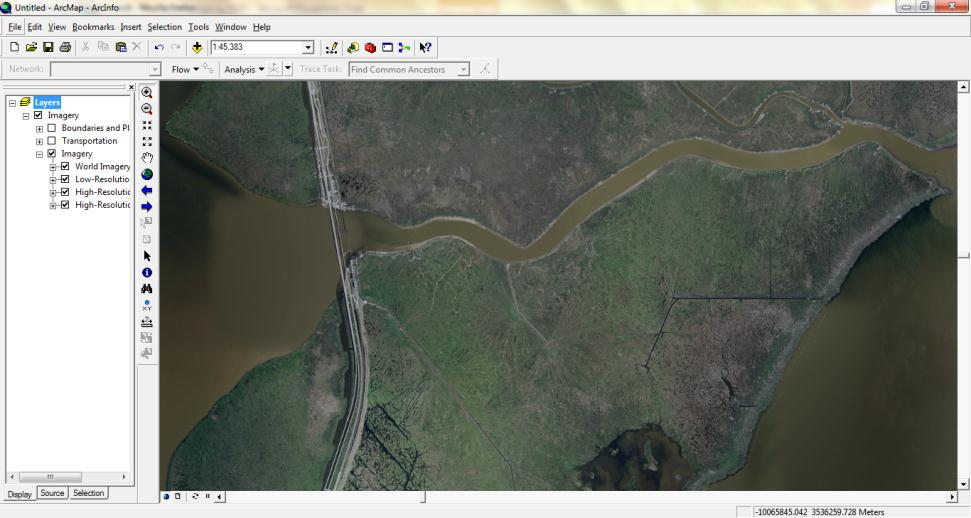 Untitled - ArcMap - ArcInfo
File Edit View Bookmarks Insert Selection Tools Window Help
1:45,383
Network: Flow Analysis Trace Task: Find Common Ancestors
Layers
Imagery
Boundaries and Pl
Transportation
Imagery
World Imagery
Low-Resolutio
High-Resolutic
High-Resolutic
XY
Display Source Selection
-10065845.042 3536259.728 Meters